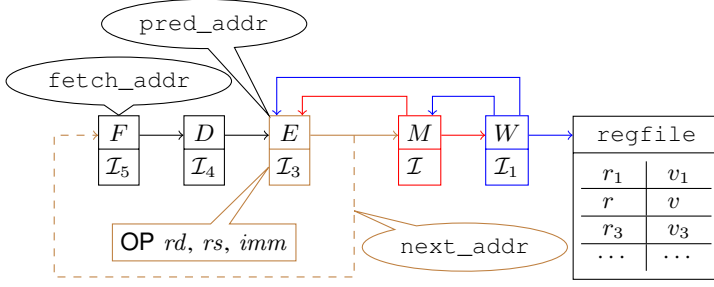 pred_addr
fetch_addr
F D E M W
ℐ₅ ℐ₄ ℐ₃ ℐ ℐ₁
regfile
r₁ v₁
r v
r₃ v₃
⋯ ⋯
OP rd, rs, imm
next_addr